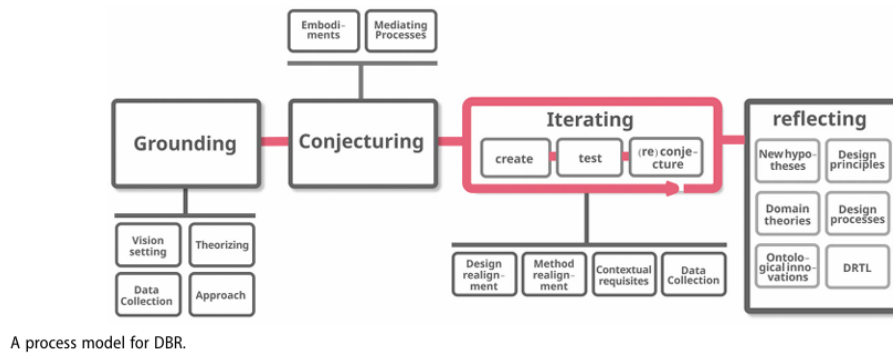 Embodi-
ments
Mediating
Processes
Grounding
Conjecturing
Iterating
create
test
(re) conje-
cture
reflecting
New hypo-
theses
Design
principles
Domain
theories
Design
processes
Ontolo-
gical inno-
vations
DRTL
Vision
setting
Theorizing
Data
Collection
Approach
Design
realign-
ment
Method
realign-
ment
Contextual
requisites
Data
Collection
A process model for DBR.